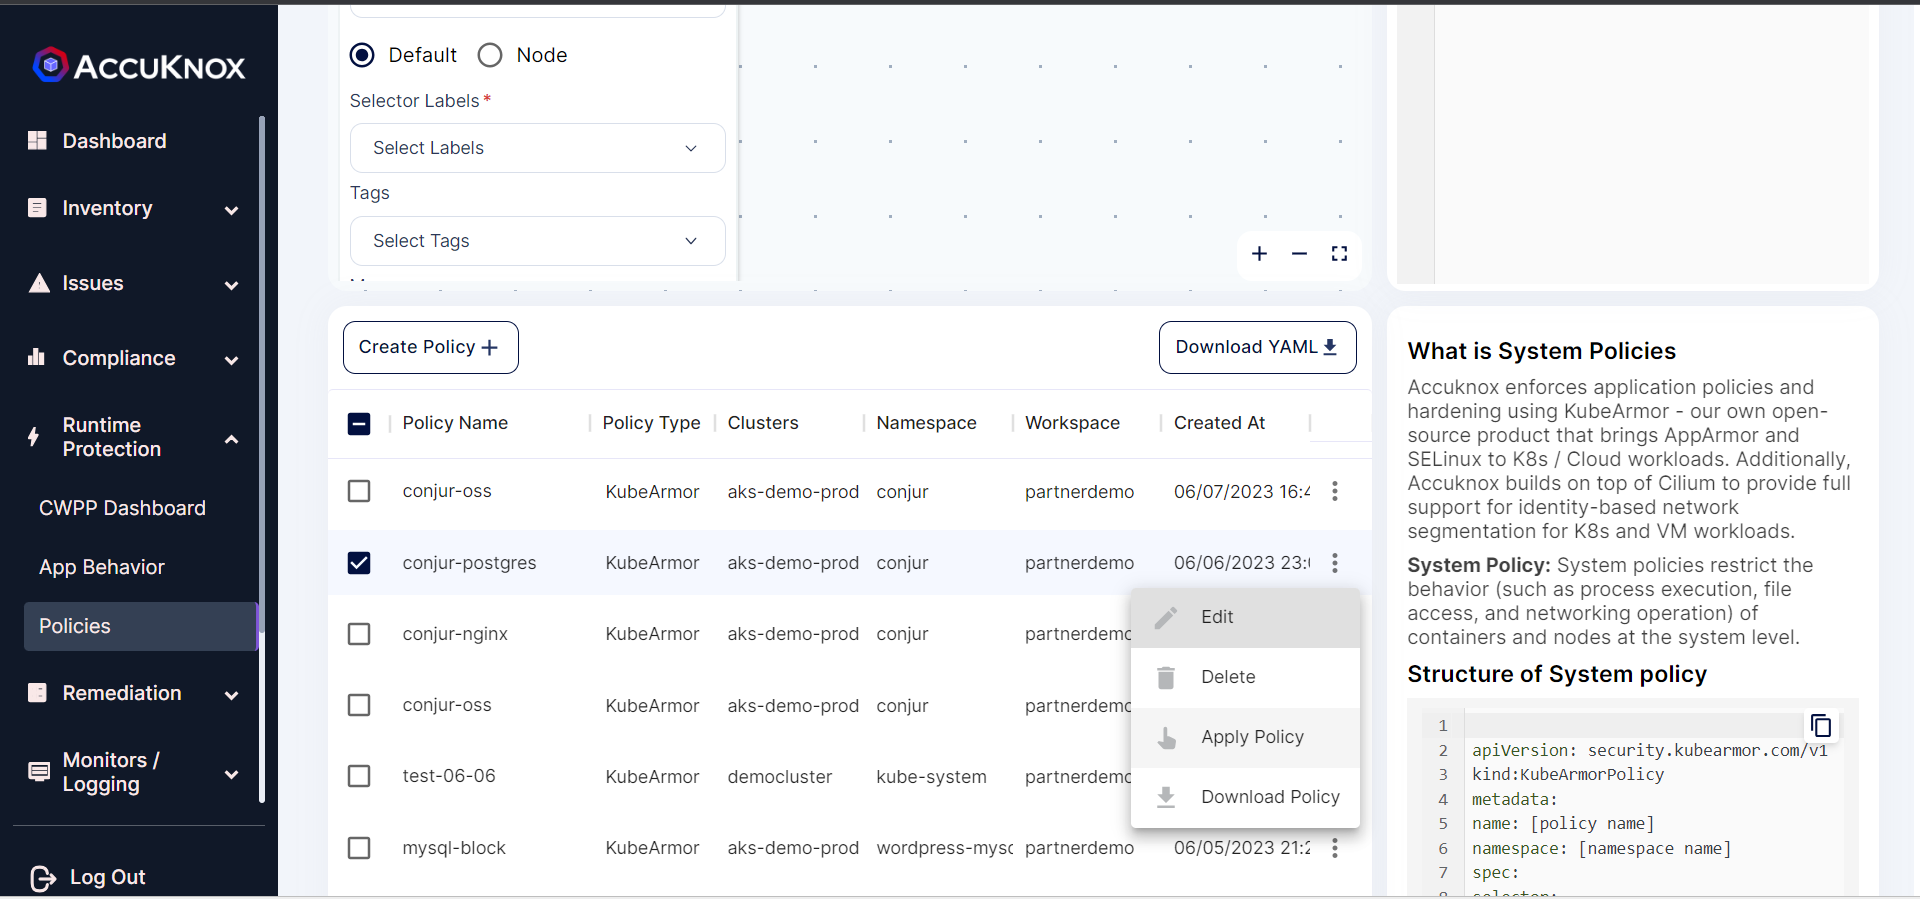 ACCUKNOX
Dashboard
Inventory
Issues
Compliance
Runtime
Protection
CWPP Dashboard
App Behavior
Policies
Remediation
Monitors /
Logging
Log Out
Default
Node
Selector Labels *
Select Labels
Tags
Select Tags
Create Policy
Download YAML
Policy Name Policy Type Clusters Namespace Workspace Created At
conjur-oss KubeArmor aks-demo-prod conjur partnerdemo 06/07/2023 16:4
conjur-postgres KubeArmor aks-demo-prod conjur partnerdemo 06/06/2023 23:
conjur-nginx KubeArmor aks-demo-prod conjur partnerdemo
conjur-oss KubeArmor aks-demo-prod conjur partnerdemo
test-06-06 KubeArmor democluster kube-system partnerdemo
mysql-block KubeArmor aks-demo-prod wordpress-mysq partnerdemo 06/05/2023 21:2
Edit
Delete
Apply Policy
Download Policy
What is System Policies
Accuknox enforces application policies and
hardening using KubeArmor - our own open-
source product that brings AppArmor and
SELinux to K8s / Cloud workloads. Additionally,
Accuknox builds on top of Cilium to provide full
support for identity-based network
segmentation for K8s and VM workloads.
System Policy: System policies restrict the
behavior (such as process execution, file
access, and networking operation) of
containers and nodes at the system level.
Structure of System policy
1
2 apiVersion: security.kubearmor.com/v1
3 kind:KubeArmorPolicy
4 metadata:
5 name: [policy name]
6 namespace: [namespace name]
7 spec:
8 selector: